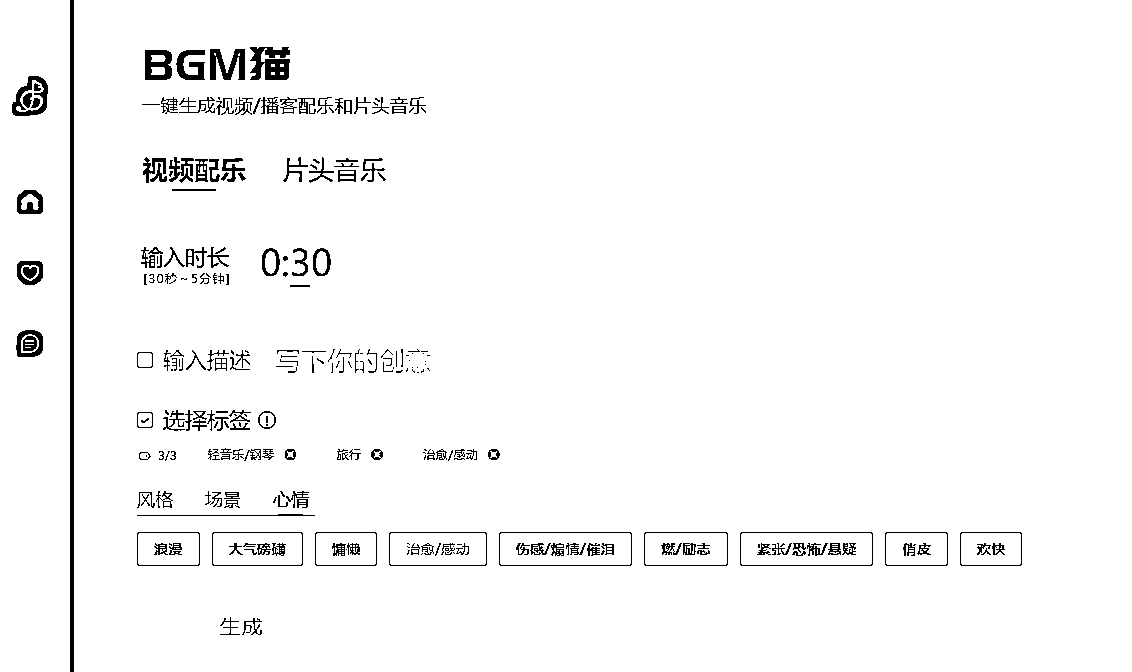 BGM猫
一键生成视频/播客配乐和片头音乐
视频配乐 片头音乐
输入时长 0:30
[30秒~5分钟]
输入描述 写下你的创意
选择标签
3/3 轻音乐/钢琴 旅行 治愈/感动
风格 场景 心情
浪漫 大气磅礴 慵懒 治愈/感动 伤感/煽情/催泪 燃/励志 紧张/恐怖/悬疑 俏皮 欢快
生成